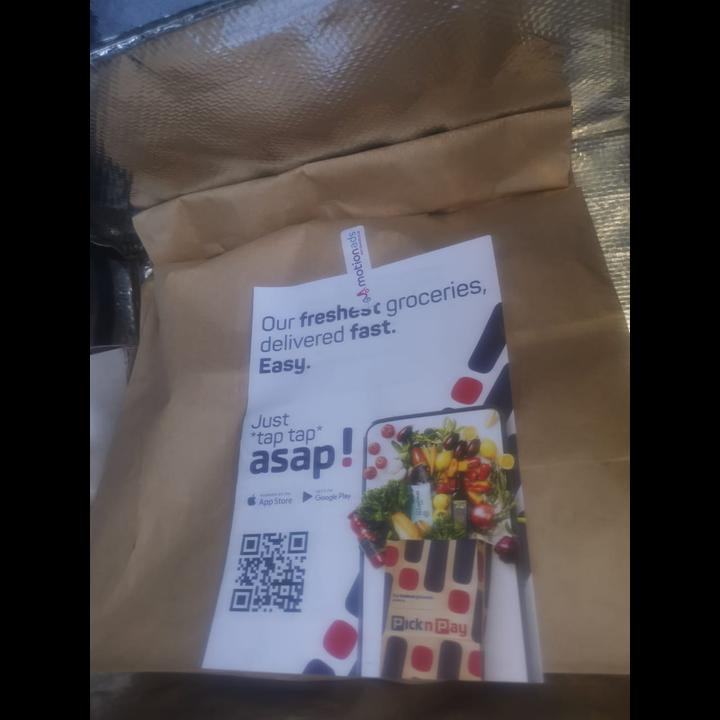 motionads
Our freshest groceries,
delivered fast.
Easy.
Just
*tap tap*
asap!
App Store
Google Play
Pick n Pay